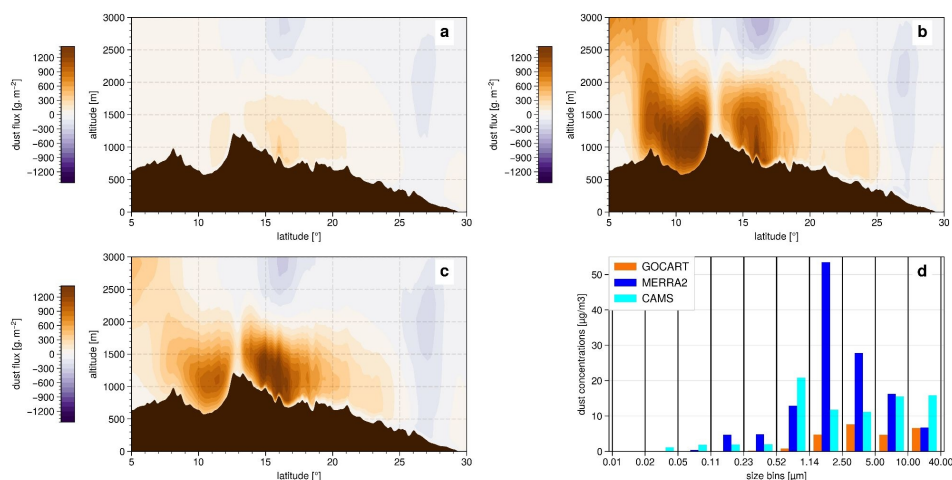 a
dust flux [g. m⁻²]
1200
900
600
300
0
−300
−600
−900
−1200
altitude [m]
3000
2500
2000
1500
1000
500
0
5 10 15 20 25 30
latitude [°]
b
dust flux [g. m⁻²]
1200
900
600
300
0
−300
−600
−900
−1200
altitude [m]
3000
2500
2000
1500
1000
500
0
5 10 15 20 25 30
latitude [°]
c
dust flux [g. m⁻²]
1200
900
600
300
0
−300
−600
−900
−1200
altitude [m]
3000
2500
2000
1500
1000
500
0
5 10 15 20 25 30
latitude [°]
d
GOCART
MERRA2
CAMS
dust concentrations [µg/m3]
50
40
30
20
10
0
0.01 0.02 0.05 0.11 0.23 0.52 1.14 2.50 5.00 10.00 40.00
size bins [µm]